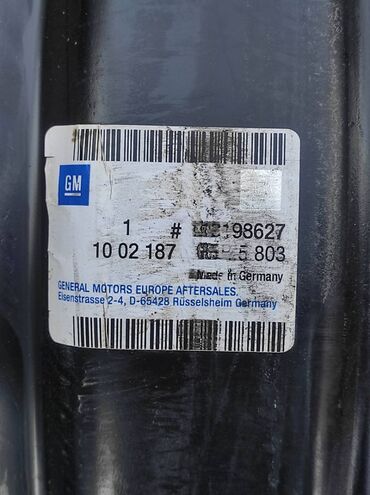 GM
1 # 198627
10 02 187 5 803
Made in Germany
GENERAL MOTORS EUROPE AFTERSALES.
Eisenstrasse 2-4, D-65428 Rüsselsheim Germany